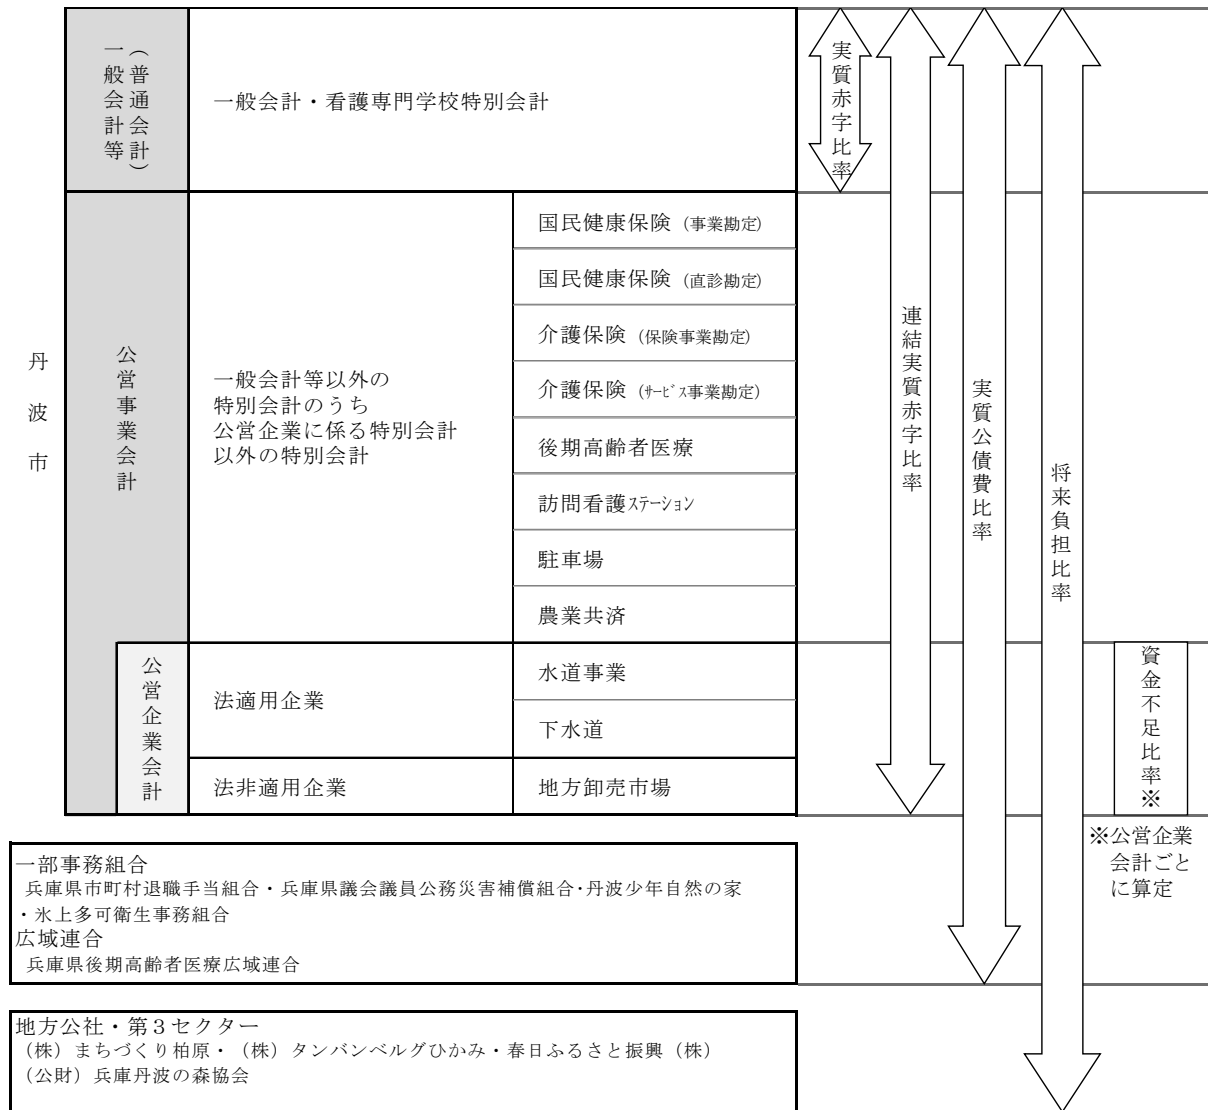 丹波市
一般会計等
（普通会計）
一般会計・看護専門学校特別会計
公営事業会計
一般会計等以外の
特別会計のうち
公営企業に係る特別会計
以外の特別会計
国民健康保険（事業勘定）
国民健康保険（直診勘定）
介護保険（保険事業勘定）
介護保険（ｻｰﾋﾞｽ事業勘定）
後期高齢者医療
訪問看護ｽﾃｰｼｮﾝ
駐車場
農業共済
公営企業会計
法適用企業
水道事業
下水道
法非適用企業
地方卸売市場
実質赤字比率
連結実質赤字比率
実質公債費比率
将来負担比率
資金不足比率※
※公営企業
会計ごと
に算定
一部事務組合
兵庫県市町村退職手当組合・兵庫県議会議員公務災害補償組合・丹波少年自然の家
・氷上多可衛生事務組合
広域連合
兵庫県後期高齢者医療広域連合
地方公社・第３セクター
（株）まちづくり柏原・（株）タンバンベルグひかみ・春日ふるさと振興（株）
（公財）兵庫丹波の森協会